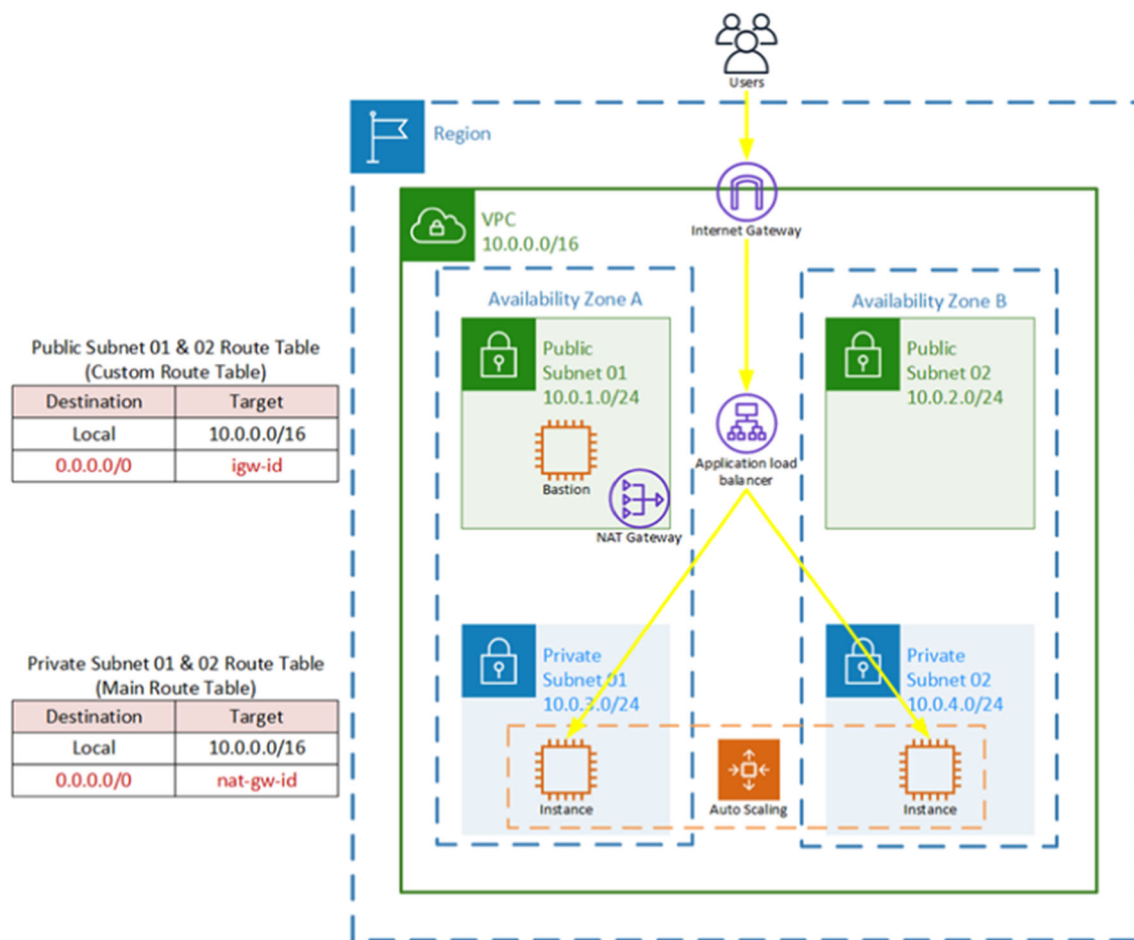 Users
Region
VPC
10.0.0.0/16
Internet Gateway
Availability Zone A
Availability Zone B
Public
Subnet 01
10.0.1.0/24
Public
Subnet 02
10.0.2.0/24
Bastion
NAT Gateway
Application load
balancer
Public Subnet 01 & 02 Route Table
(Custom Route Table)
Destination Target
Local 10.0.0.0/16
0.0.0.0/0 igw-id
Private Subnet 01 & 02 Route Table
(Main Route Table)
Destination Target
Local 10.0.0.0/16
0.0.0.0/0 nat-gw-id
Private
Subnet 01
10.0.3.0/24
Private
Subnet 02
10.0.4.0/24
Instance
Auto Scaling
Instance